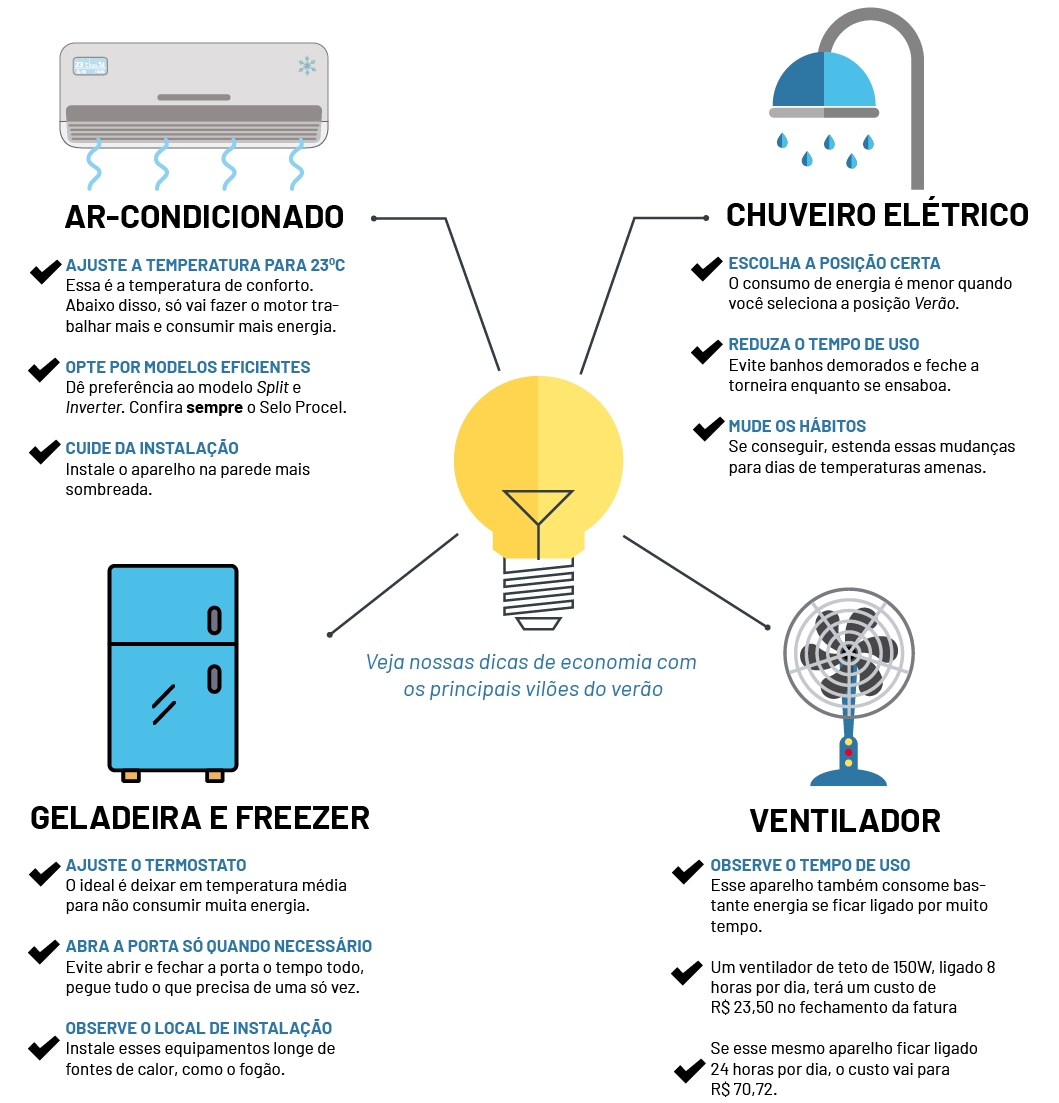 AR-CONDICIONADO
AJUSTE A TEMPERATURA PARA 23ºC
Essa é a temperatura de conforto.
Abaixo disso, só vai fazer o motor tra-
balhar mais e consumir mais energia.
OPTE POR MODELOS EFICIENTES
Dê preferência ao modelo Split e
Inverter. Confira sempre o Selo Procel.
CUIDE DA INSTALAÇÃO
Instale o aparelho na parede mais
sombreada.
CHUVEIRO ELÉTRICO
ESCOLHA A POSIÇÃO CERTA
O consumo de energia é menor quando
você seleciona a posição Verão.
REDUZA O TEMPO DE USO
Evite banhos demorados e feche a
torneira enquanto se ensaboa.
MUDE OS HÁBITOS
Se conseguir, estenda essas mudanças
para dias de temperaturas amenas.
Veja nossas dicas de economia com
os principais vilões do verão
GELADEIRA E FREEZER
AJUSTE O TERMOSTATO
O ideal é deixar em temperatura média
para não consumir muita energia.
ABRA A PORTA SÓ QUANDO NECESSÁRIO
Evite abrir e fechar a porta o tempo todo,
pegue tudo o que precisa de uma só vez.
OBSERVE O LOCAL DE INSTALAÇÃO
Instale esses equipamentos longe de
fontes de calor, como o fogão.
VENTILADOR
OBSERVE O TEMPO DE USO
Esse aparelho também consome bas-
tante energia se ficar ligado por muito
tempo.
Um ventilador de teto de 150W, ligado 8
horas por dia, terá um custo de
R$ 23,50 no fechamento da fatura
Se esse mesmo aparelho ficar ligado
24 horas por dia, o custo vai para
R$ 70,72.